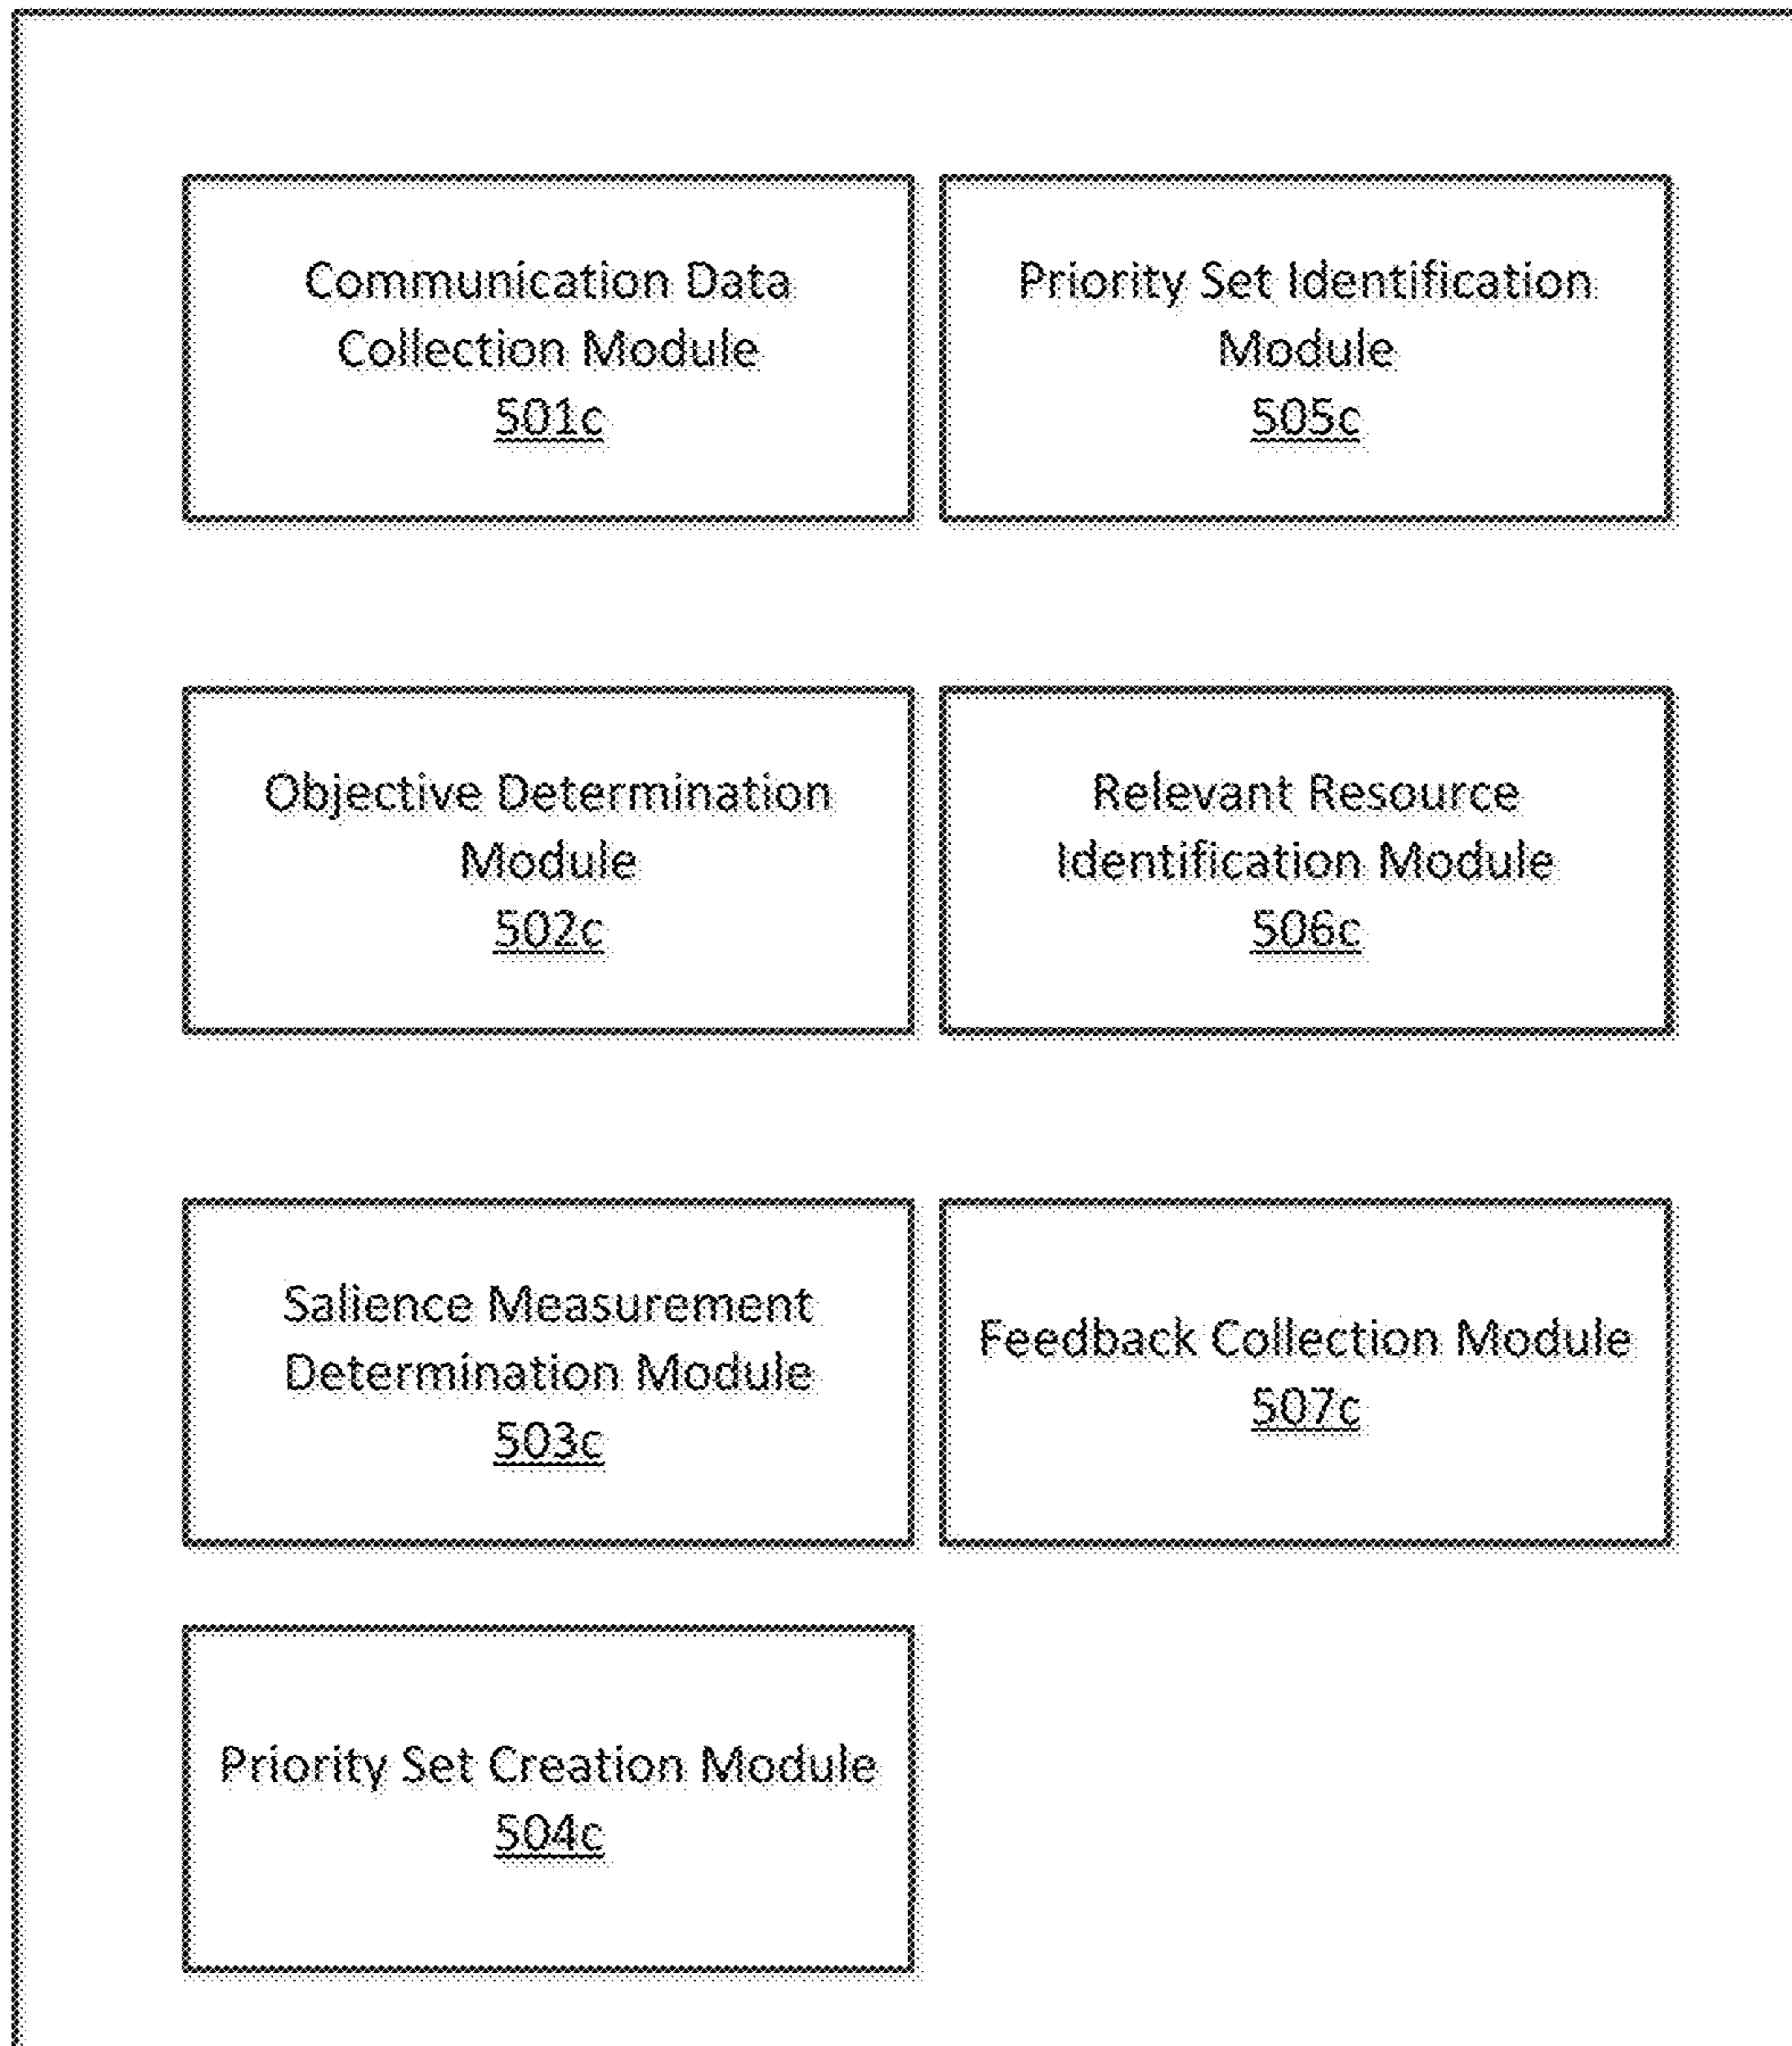 Communication Data
Collection Module
501c
Priority Set Identification
Module
505c
Objective Determination
Module
502c
Relevant Resource
Identification Module
506c
Salience Measurement
Determination Module
503c
Feedback Collection Module
507c
Priority Set Creation Module
504c